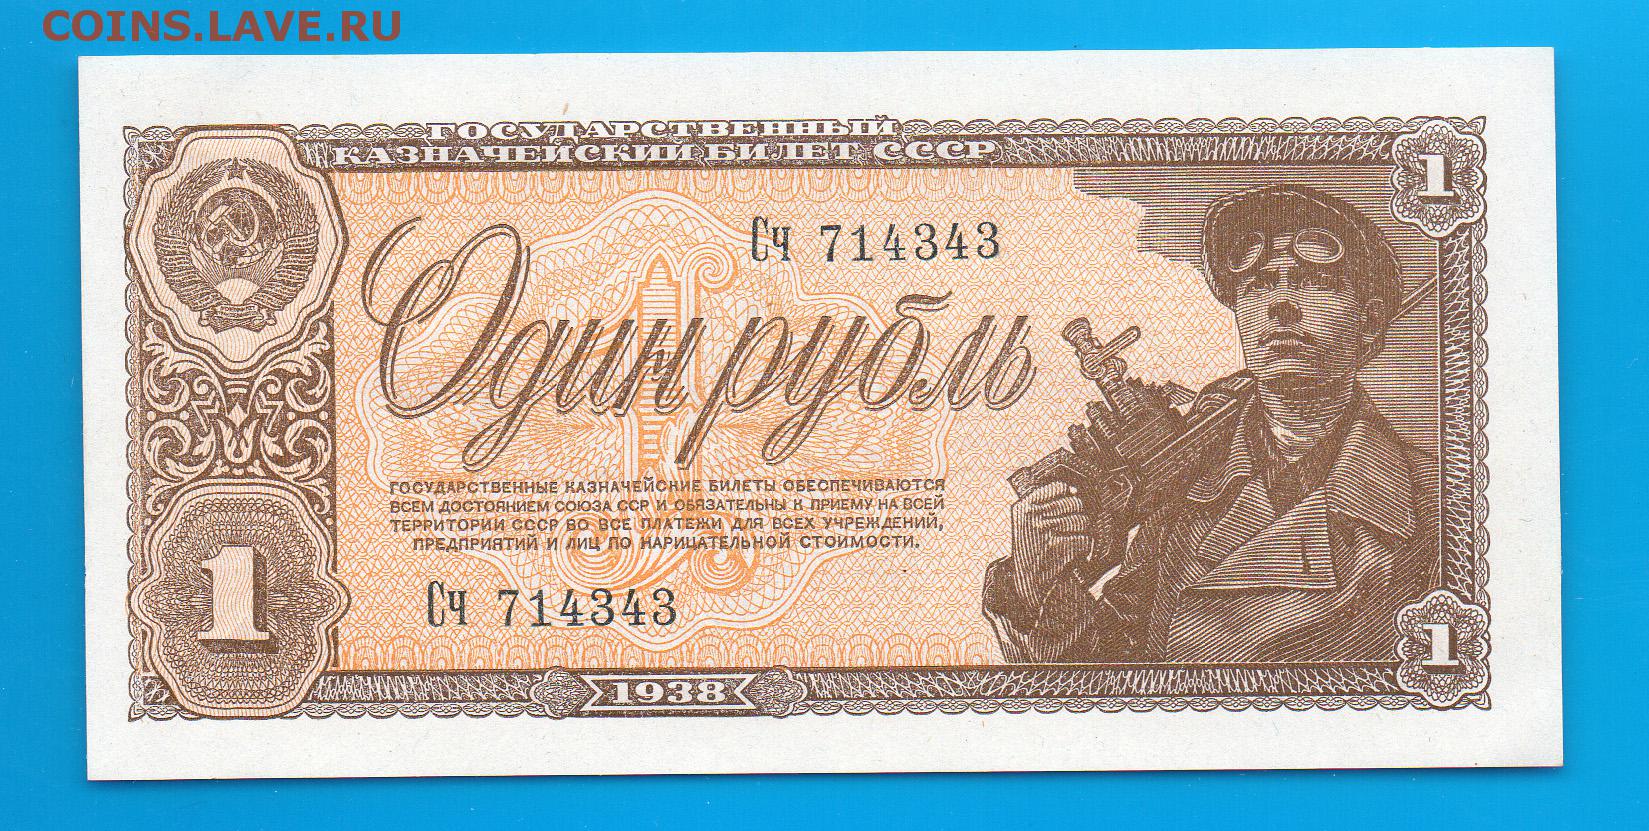 COINS.LAVE.RU
ГОСУДАРСТВЕННЫЙ
КАЗНАЧЕЙСКИЙ БИЛЕТ СССР
1
Сч 714343
Один рубль
ГОСУДАРСТВЕННЫЕ КАЗНАЧЕЙСКИЕ БИЛЕТЫ ОБЕСПЕЧИВАЮТСЯ
ВСЕМ ДОСТОЯНИЕМ СОЮЗА ССР И ОБЯЗАТЕЛЬНЫ К ПРИЕМУ НА ВСЕЙ
ТЕРРИТОРИИ СССР ВО ВСЕ ПЛАТЕЖИ ДЛЯ ВСЕХ УЧРЕЖДЕНИЙ,
ПРЕДПРИЯТИЙ И ЛИЦ ПО НАРИЦАТЕЛЬНОЙ СТОИМОСТИ.
1
Сч 714343
1
1938